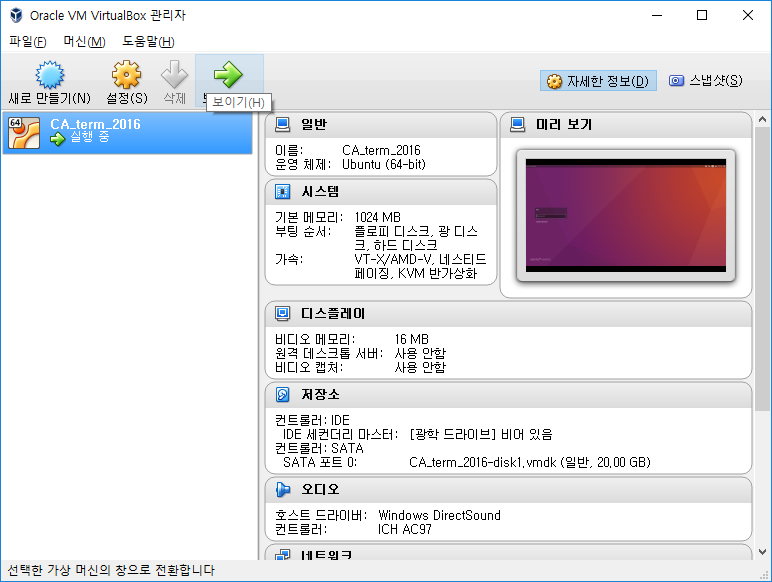 Oracle VM VirtualBox 관리자
파일(F) 머신(M) 도움말(H)
새로 만들기(N) 설정(S) 삭제
보이기(H)
자세한 정보(D) 스냅샷(S)
64 CA_term_2016
실행 중
일반
이름: CA_term_2016
운영 체제: Ubuntu (64-bit)
시스템
기본 메모리: 1024 MB
부팅 순서: 플로피 디스크, 광 디스
크, 하드 디스크
가속: VT-X/AMD-V, 네스티드
페이징, KVM 반가상화
미리 보기
디스플레이
비디오 메모리: 16 MB
원격 데스크톱 서버: 사용 안함
비디오 캡처: 사용 안함
저장소
컨트롤러: IDE
IDE 세컨더리 마스터: [광학 드라이브] 비어 있음
컨트롤러: SATA
SATA 포트 0: CA_term_2016-disk1.vmdk (일반, 20.00 GB)
오디오
호스트 드라이버: Windows DirectSound
컨트롤러: ICH AC97
네트워크
선택한 가상 머신의 창으로 전환합니다